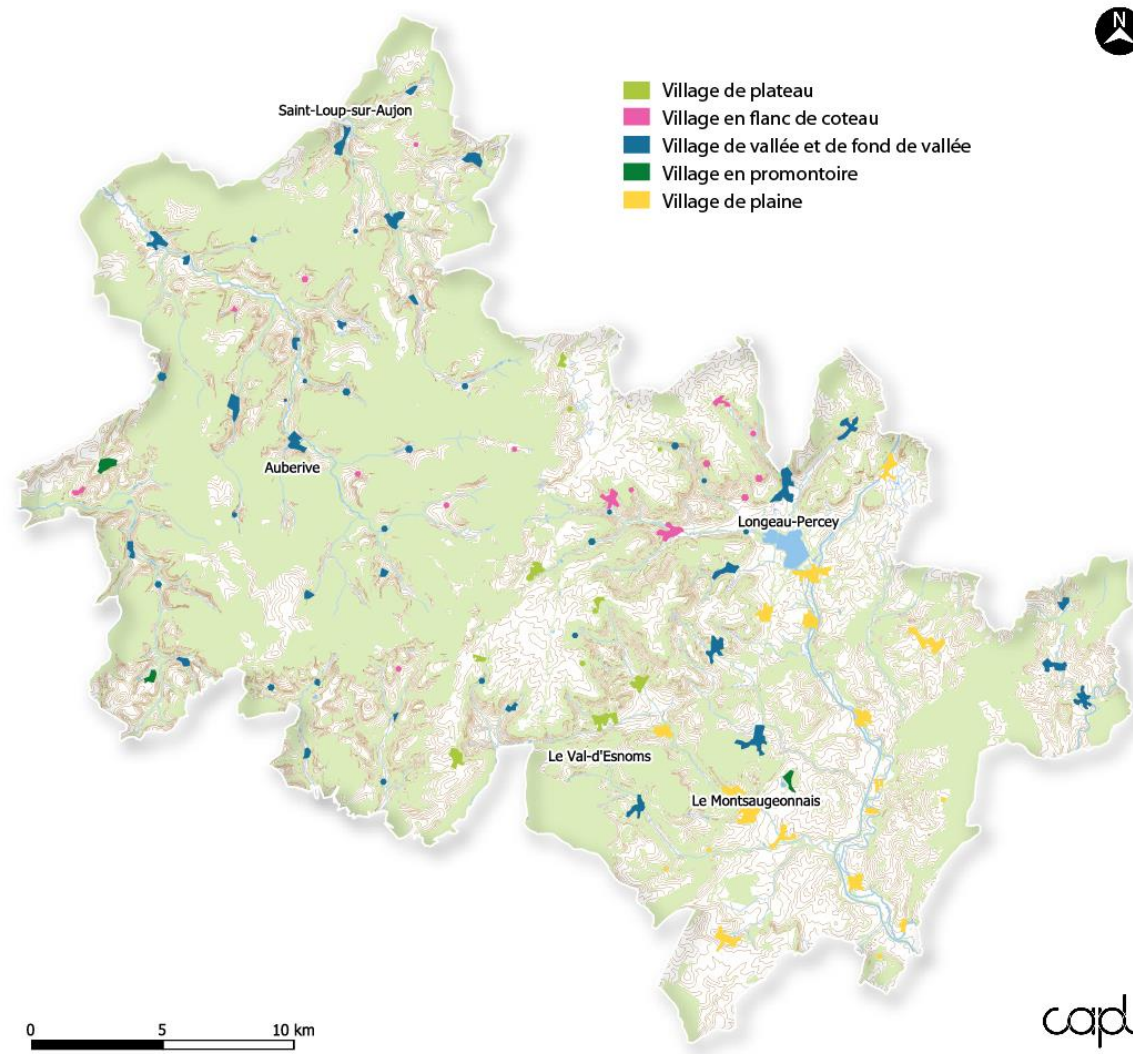 N
Village de plateau
Village en flanc de coteau
Village de vallée et de fond de vallée
Village en promontoire
Village de plaine
Saint-Loup-sur-Aujon
Auberive
Longeau-Percey
Le Val-d'Esnoms
Le Montsaugeonnais
0 5 10 km